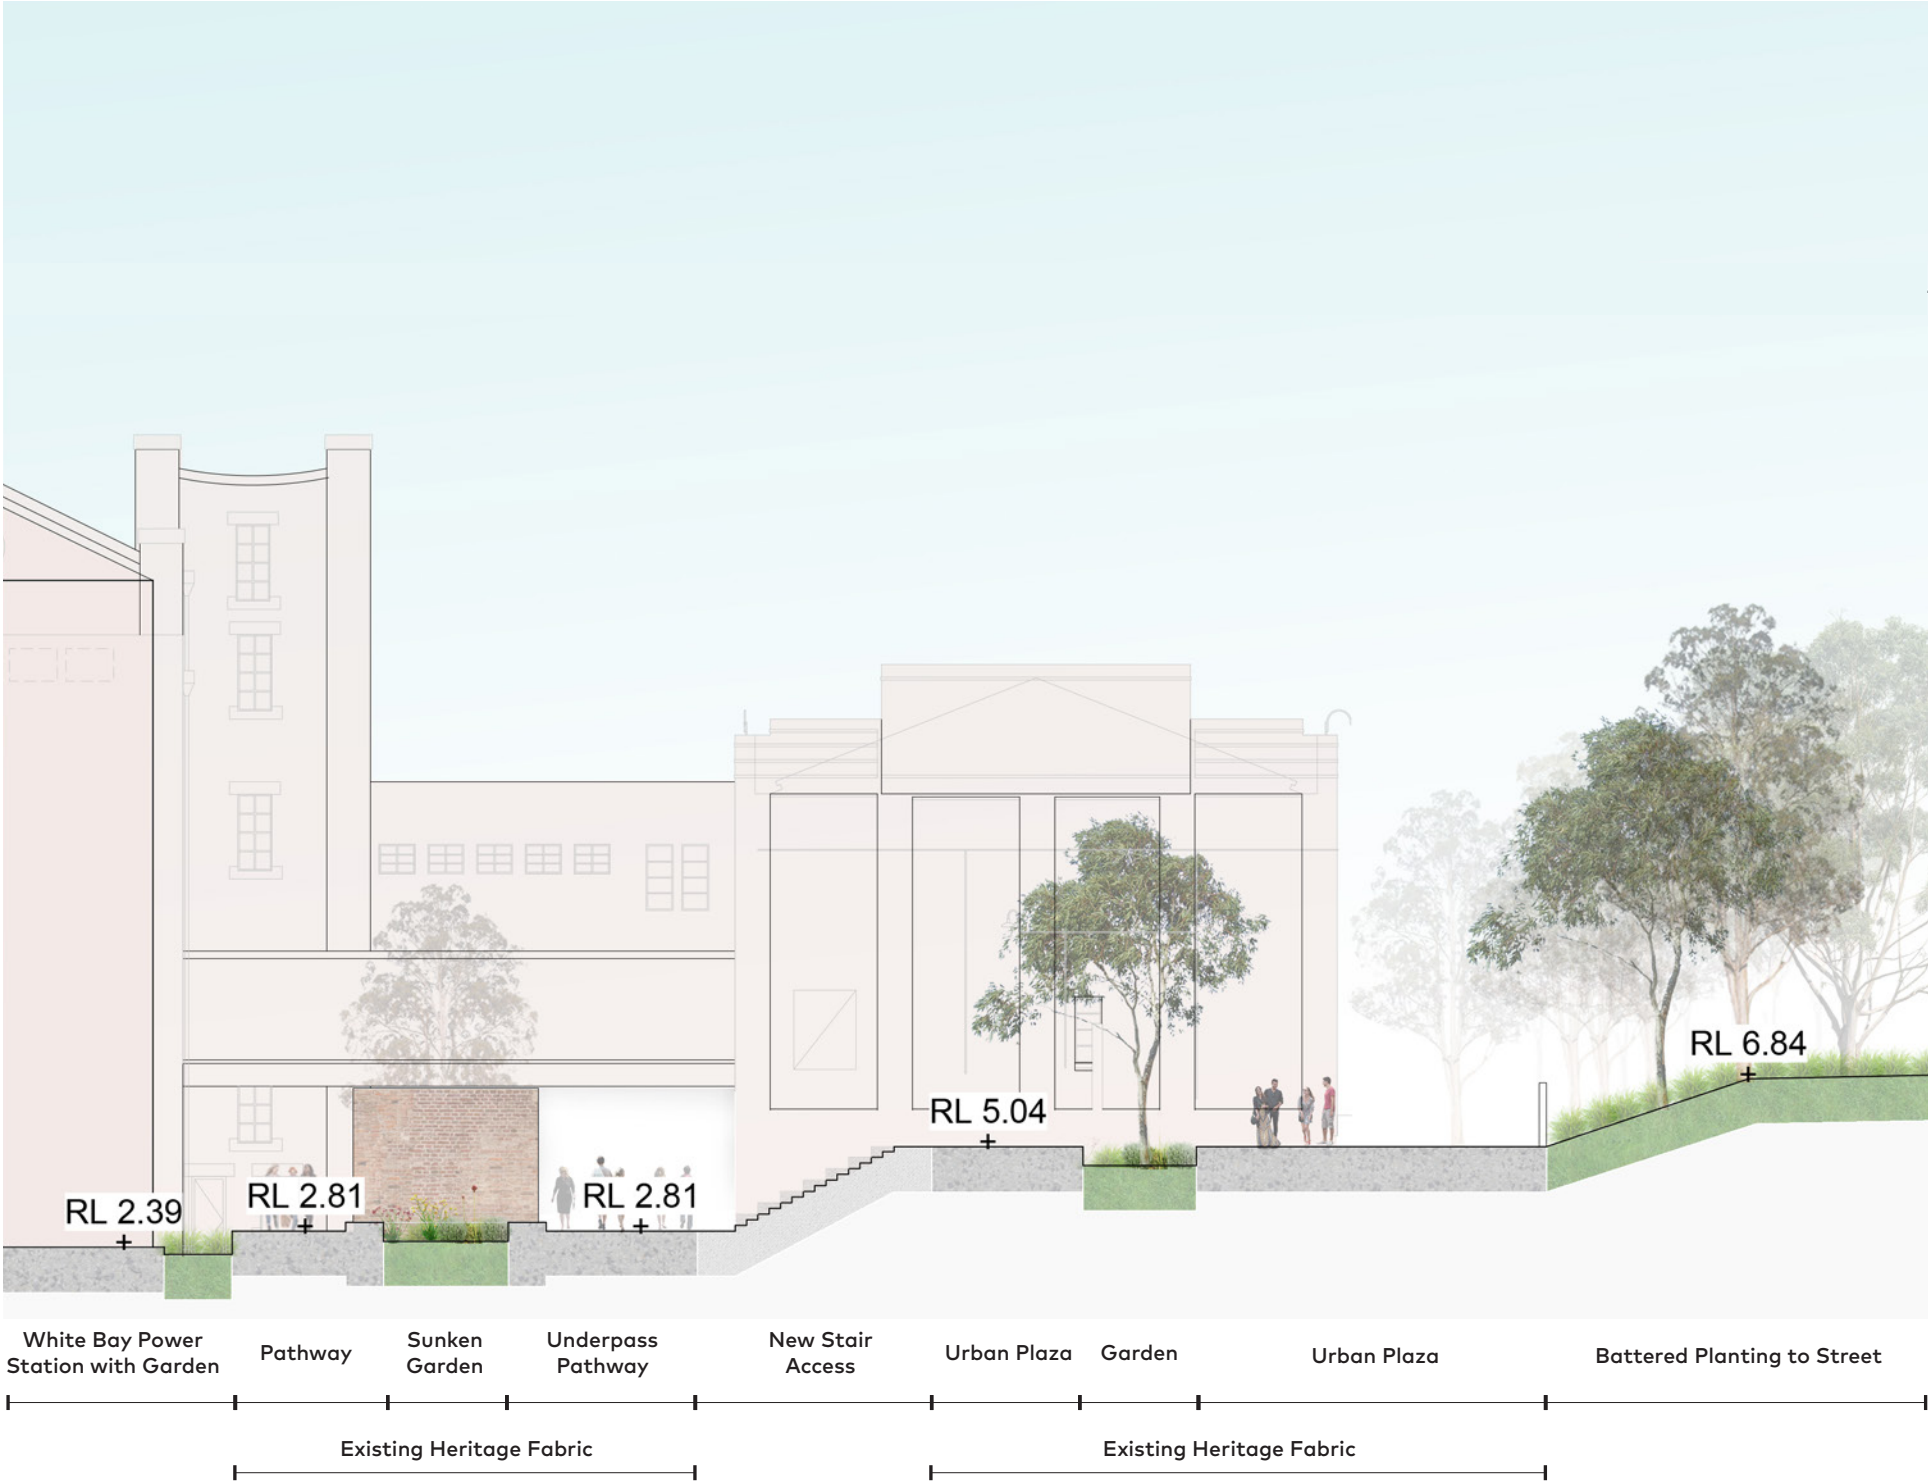 RL 6.84
RL 5.04
RL 2.39
RL 2.81
RL 2.81
White Bay Power
Station with Garden
Pathway
Sunken
Garden
Underpass
Pathway
New Stair
Access
Urban Plaza
Garden
Urban Plaza
Battered Planting to Street
Existing Heritage Fabric
Existing Heritage Fabric